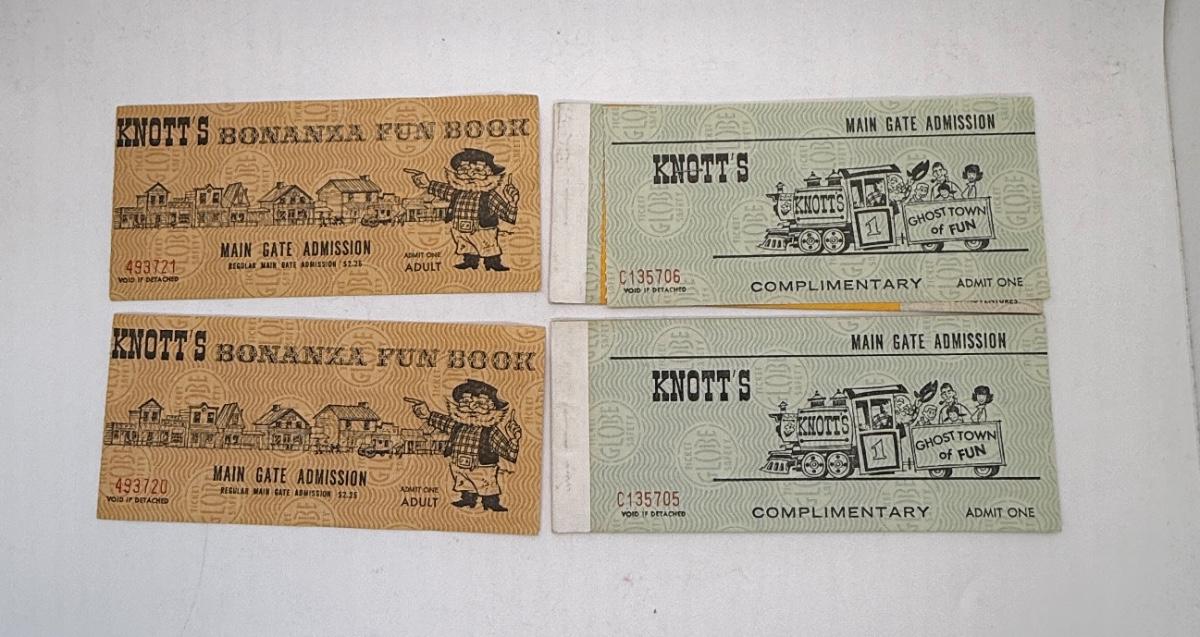 KNOTT'S BONANZA FUN BOOK
MAIN GATE ADMISSION
REGULAR MAIN GATE ADMISSION $2.25
493721
VOID IF DETACHED
ADMIT ONE
ADULT
MAIN GATE ADMISSION
KNOTT'S
KNOTT'S
1
GHOST TOWN
of FUN
C135706
VOID IF DETACHED
COMPLIMENTARY
ADMIT ONE
KNOTT'S BONANZA FUN BOOK
MAIN GATE ADMISSION
REGULAR MAIN GATE ADMISSION $2.25
493720
VOID IF DETACHED
ADMIT ONE
ADULT
MAIN GATE ADMISSION
KNOTT'S
KNOTT'S
1
GHOST TOWN
of FUN
C135705
VOID IF DETACHED
COMPLIMENTARY
ADMIT ONE